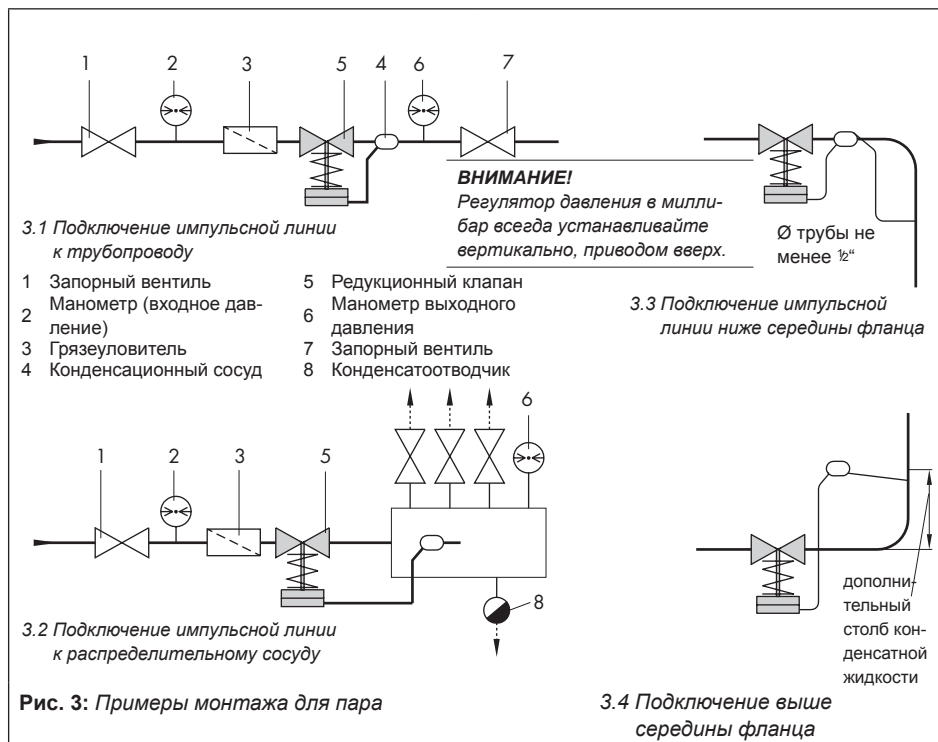 1
2
3
5
4
6
7
ВНИМАНИЕ!
Регулятор давления в милли-
бар всегда устанавливайте
вертикально, приводом вверх.
3.1 Подключение импульсной линии
к трубопроводу
1 Запорный вентиль
2 Манометр (входное дав-
ление)
3 Грязеуловитель
4 Конденсационный сосуд
5 Редукционный клапан
6 Манометр выходного
давления
7 Запорный вентиль
8 Конденсатоотводчик
Ø трубы не
менее ½“
3.3 Подключение импульсной
линии ниже середины фланца
1
2
3
5
6
8
3.2 Подключение импульсной линии
к распределительному сосуду
дополни-
тельный
столб кон-
денсатной
жидкости
3.4 Подключение выше
середины фланца
Рис. 3: Примеры монтажа для пара